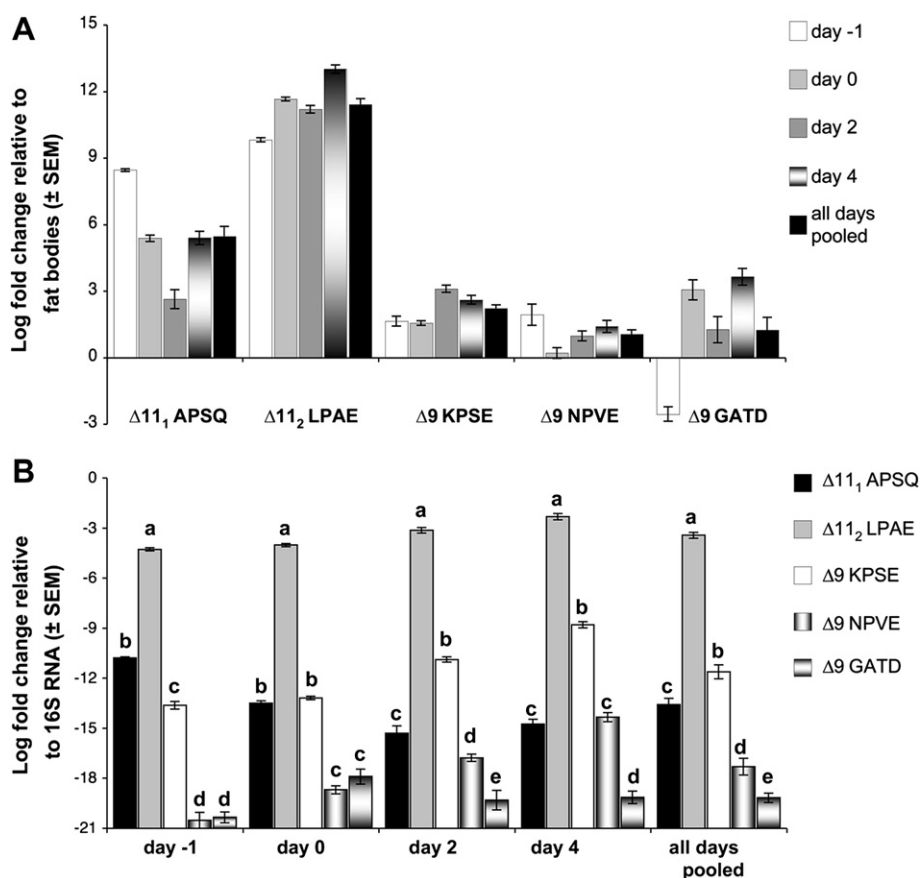 A
Log fold change relative to
fat bodies (± SEM)
15
12
9
6
3
0
-3
Δ11₁ APSQ
Δ11₂ LPAE
Δ9 KPSE
Δ9 NPVE
Δ9 GATD
day -1
day 0
day 2
day 4
all days
pooled
B
Log fold change relative
to 16S RNA (± SEM)
0
-3
-6
-9
-12
-15
-18
-21
b
a
c
d
d
b
a
b
c
c
c
a
b
d
e
c
a
b
c
d
c
a
b
d
e
day -1
day 0
day 2
day 4
all days
pooled
Δ11₁ APSQ
Δ11₂ LPAE
Δ9 KPSE
Δ9 NPVE
Δ9 GATD